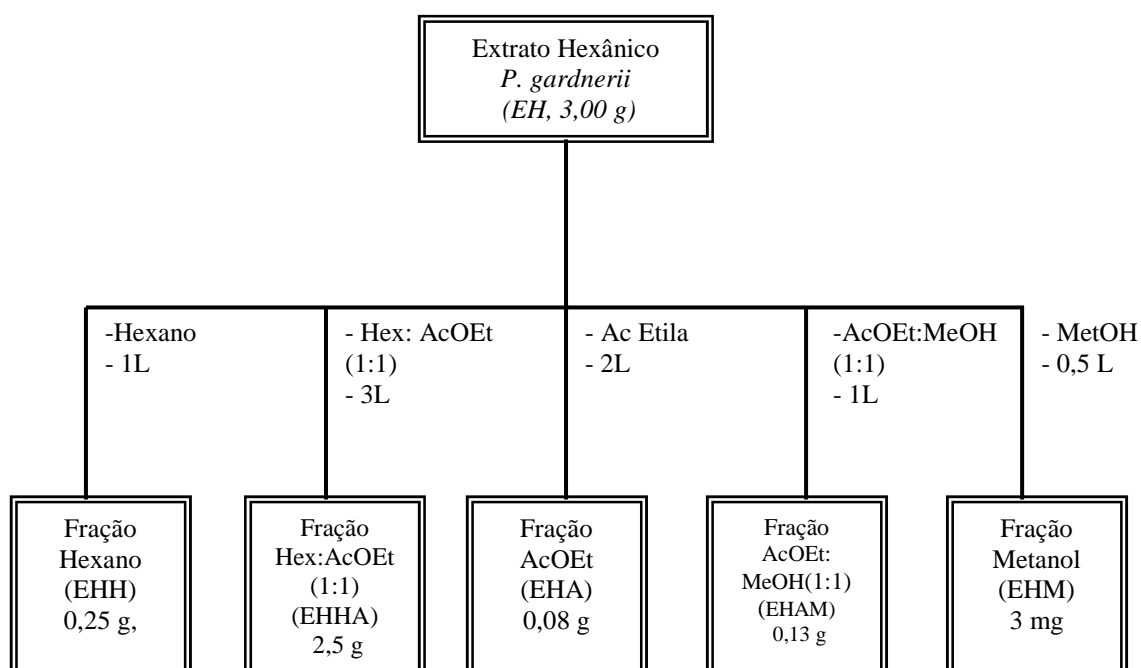 Extrato Hexânico
P. gardnerii
(EH, 3,00 g)
-Hexano
- 1L
- Hex: AcOEt
(1:1)
- 3L
- Ac Etila
- 2L
-AcOEt:MeOH
(1:1)
- 1L
- MetOH
- 0,5 L
Fração
Hexano
(EHH)
0,25 g,
Fração
Hex:AcOEt
(1:1)
(EHHA)
2,5 g
Fração
AcOEt
(EHA)
0,08 g
Fração
AcOEt:
MeOH(1:1)
(EHAM)
0,13 g
Fração
Metanol
(EHM)
3 mg